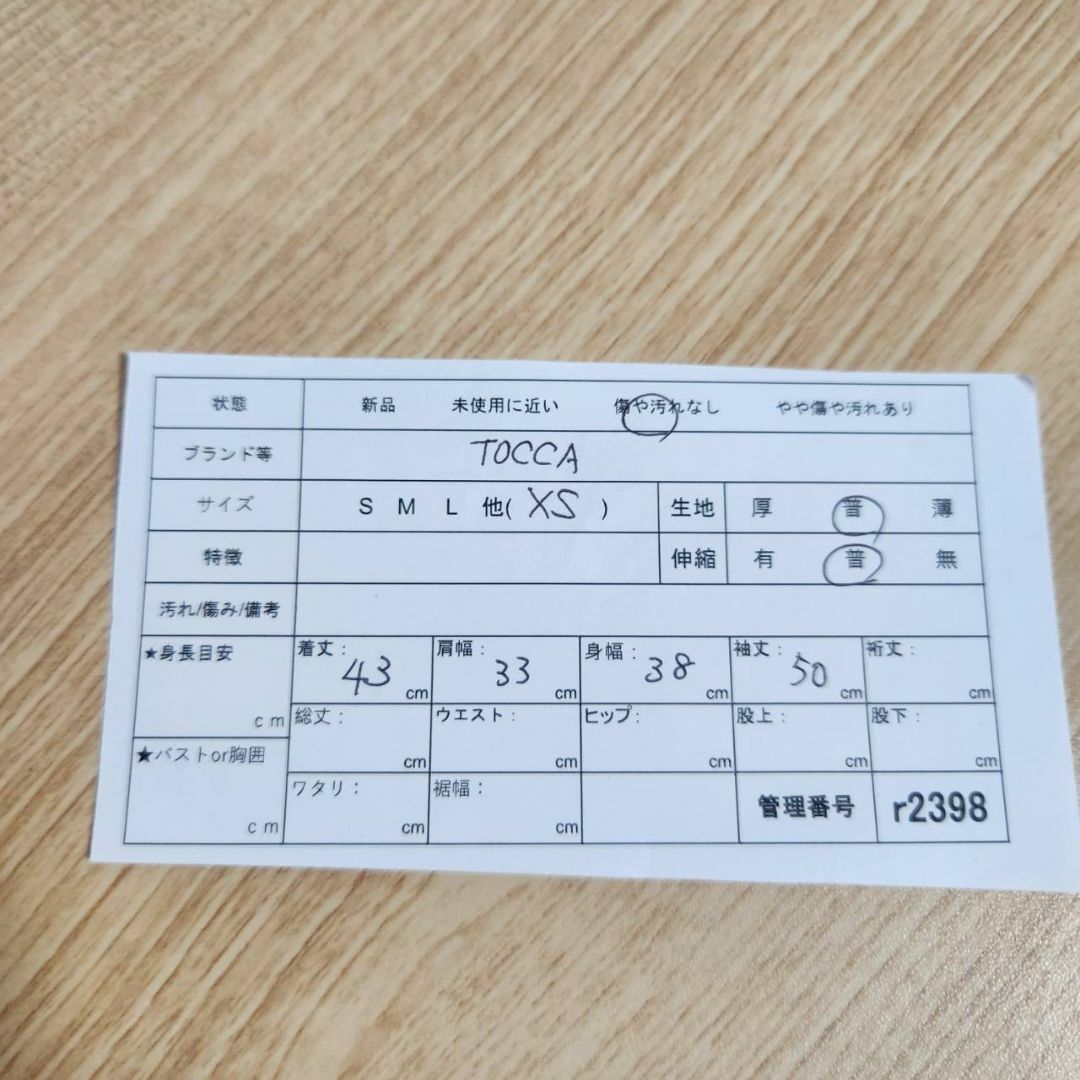 状態 新品 未使用に近い 傷や汚れなし やや傷や汚れあり
ブランド等 TOCCA
サイズ S M L 他( XS ) 生地 厚 普 薄
特徴 伸縮 有 普 無
汚れ/傷み/備考
★身長目安 cm
着丈: 43 cm 肩幅: 33 cm 身幅: 38 cm 袖丈: 50 cm 裄丈: cm
総丈: cm ウエスト: cm ヒップ: cm 股上: cm 股下: cm
★バストor胸囲 cm
ワタリ: cm 裾幅: cm 管理番号 r2398